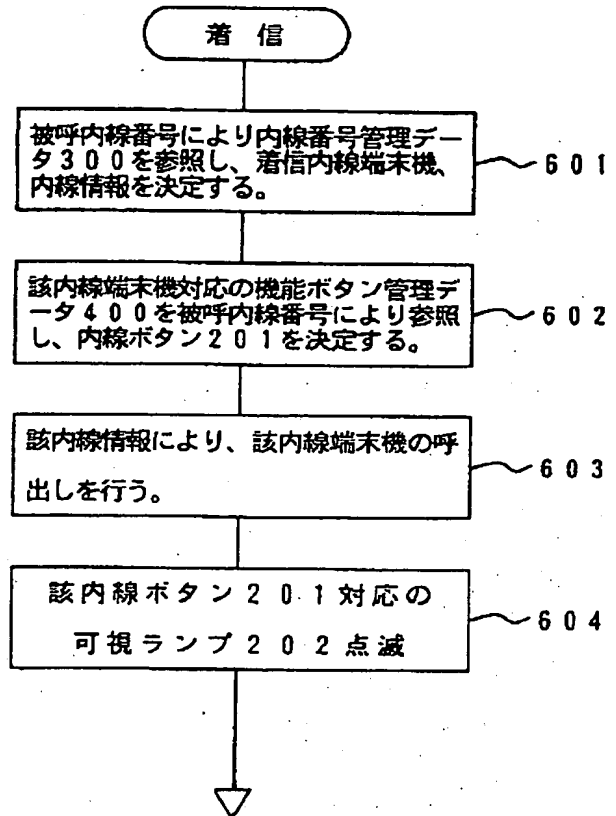 着信
被呼内線番号により内線番号管理デー
タ300を参照し、着信内線端末機、
内線情報を決定する。
601
該内線端末機対応の機能ボタン管理デ
ータ400を被呼内線番号により参照
し、内線ボタン201を決定する。
602
該内線情報により、該内線端末機の呼
出しを行う。
603
該内線ボタン201対応の
可視ランプ202点滅
604